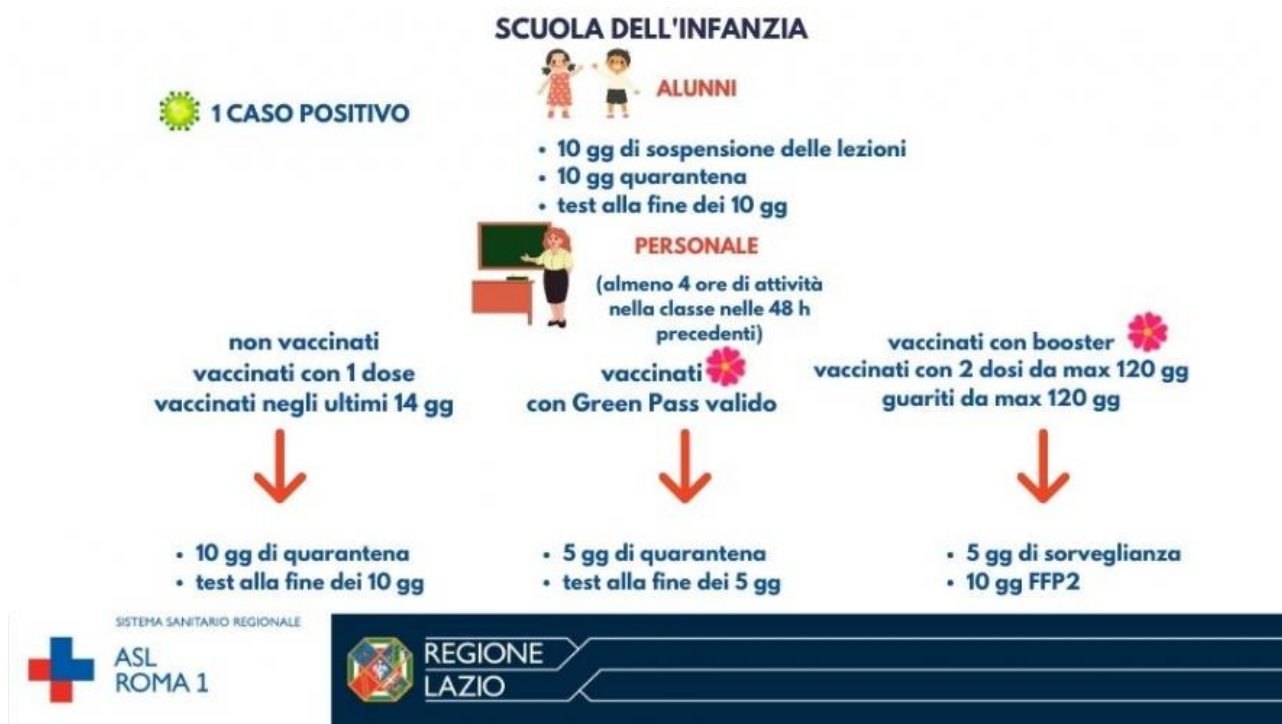 SCUOLA DELL'INFANZIA
ALUNNI
1 CASO POSITIVO
• 10 gg di sospensione delle lezioni
• 10 gg quarantena
• test alla fine dei 10 gg
PERSONALE
(almeno 4 ore di attività
nella classe nelle 48 h
precedenti)
non vaccinati
vaccinati con 1 dose
vaccinati negli ultimi 14 gg
vaccinati
con Green Pass valido
vaccinati con booster
vaccinati con 2 dosi da max 120 gg
guariti da max 120 gg
• 10 gg di quarantena
• test alla fine dei 10 gg
• 5 gg di quarantena
• test alla fine dei 5 gg
• 5 gg di sorveglianza
• 10 gg FFP2
SISTEMA SANITARIO REGIONALE
ASL
ROMA 1
REGIONE
LAZIO